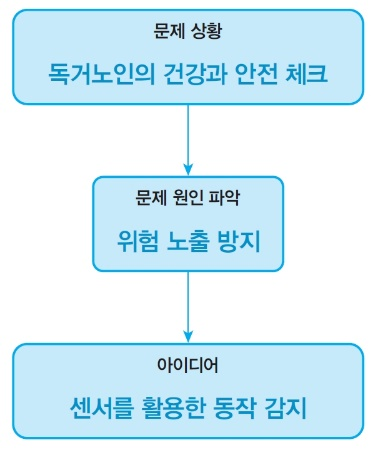 문제 상황
독거노인의 건강과 안전 체크
문제 원인 파악
위험 노출 방지
아이디어
센서를 활용한 동작 감지